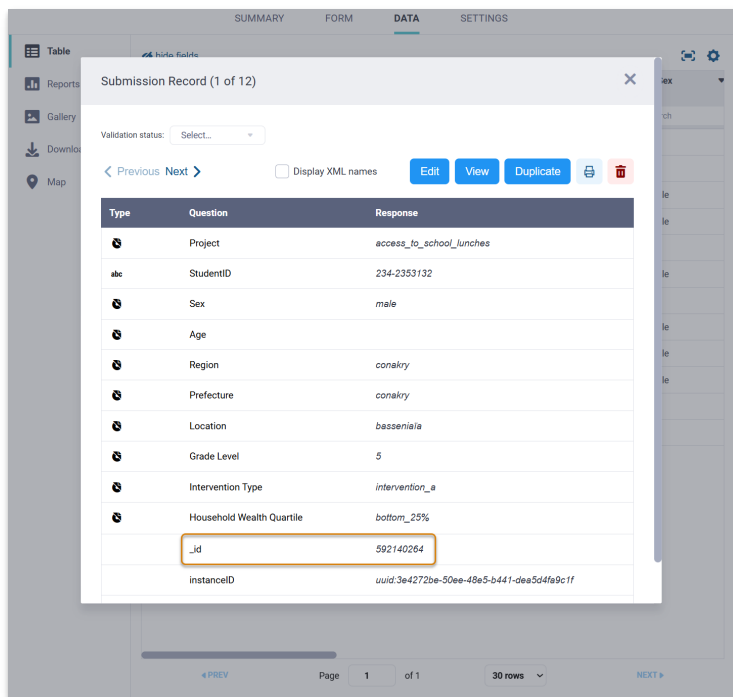 SUMMARY FORM DATA SETTINGS
Table
hide fields
Reports
Gallery
Map
Submission Record (1 of 12)
Validation status: Select...
Previous Next Display XML names Edit View Duplicate
Type Question Response
Project access_to_school_lunches
abc StudentID 234-2353132
Sex male
Age
Region conakry
Prefecture conakry
Location basseniaïa
Grade Level 5
Intervention Type intervention_a
Household Wealth Quartile bottom_25%
_id 592140264
instanceID uuid:3e4272be-50ee-48e5-b441-dea5d4fa9c1f
PREV Page 1 of 1 30 rows NEXT